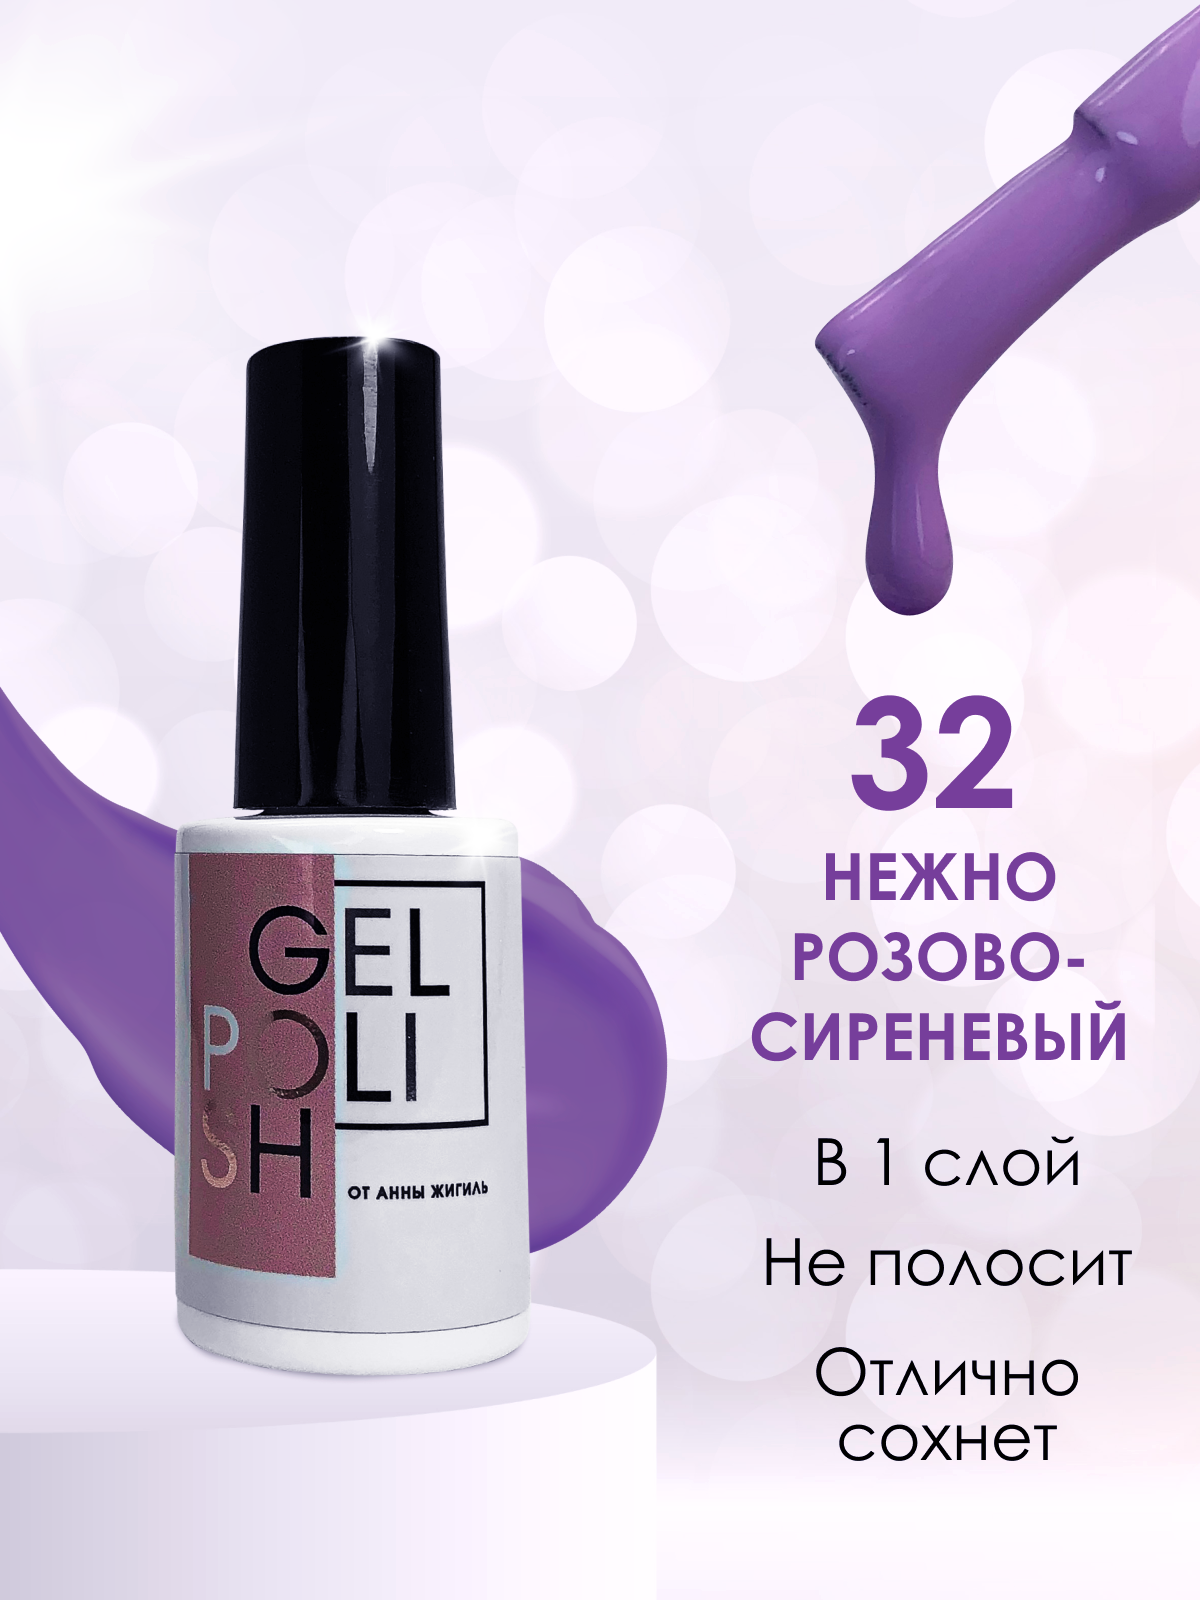 32
НЕЖНО
РОЗОВО-
СИРЕНЕВЫЙ
В 1 слой
Не полосит
Отлично
сохнет
GEL
POLI
SH
ОТ АННЫ ЖИГИЛЬ